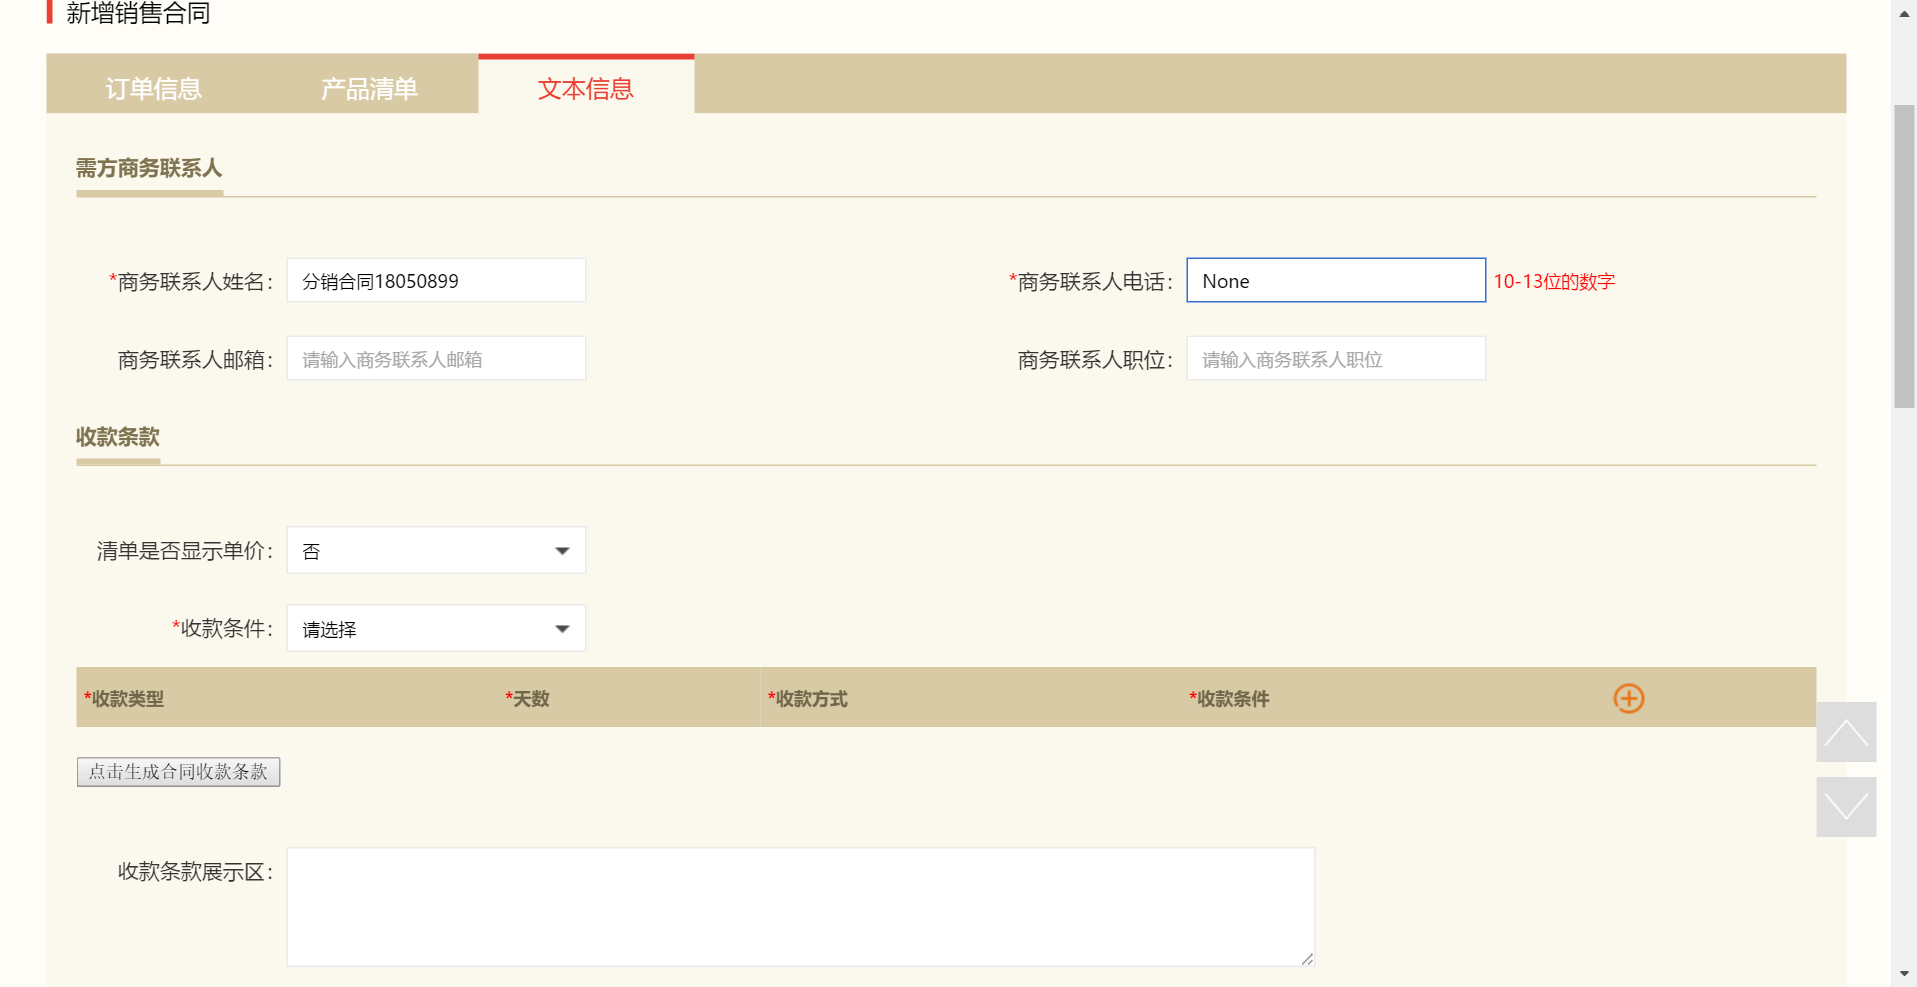 新增销售合同
订单信息 产品清单 文本信息
需方商务联系人
*商务联系人姓名： 分销合同18050899 *商务联系人电话： None 10-13位的数字
商务联系人邮箱： 请输入商务联系人邮箱 商务联系人职位： 请输入商务联系人职位
收款条款
清单是否显示单价： 否
*收款条件： 请选择
*收款类型 *天数 *收款方式 *收款条件
点击生成合同收款条款
收款条款展示区：